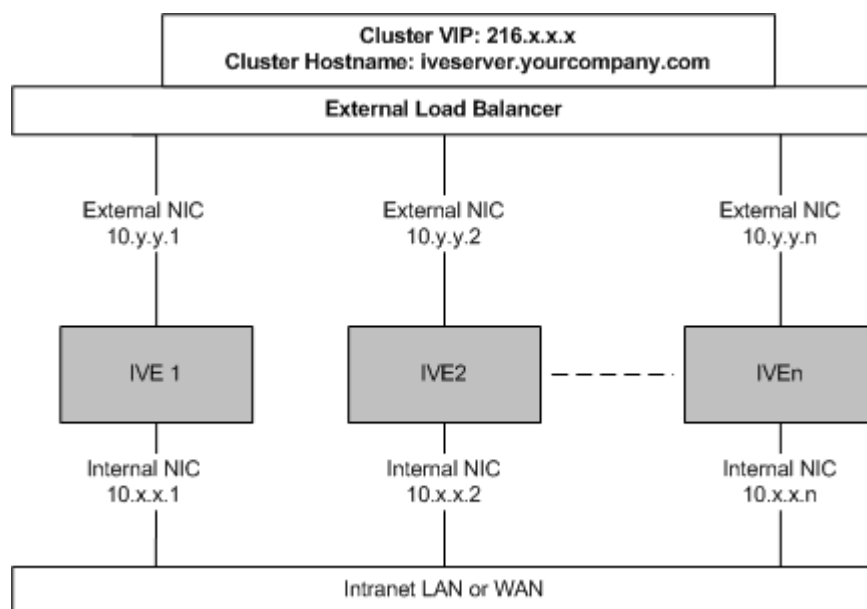 Cluster VIP: 216.x.x.x
Cluster Hostname: iveserver.yourcompany.com
External Load Balancer
External NIC
10.y.y.1
External NIC
10.y.y.2
External NIC
10.y.y.n
IVE 1
IVE2
IVEn
Internal NIC
10.x.x.1
Internal NIC
10.x.x.2
Internal NIC
10.x.x.n
Intranet LAN or WAN